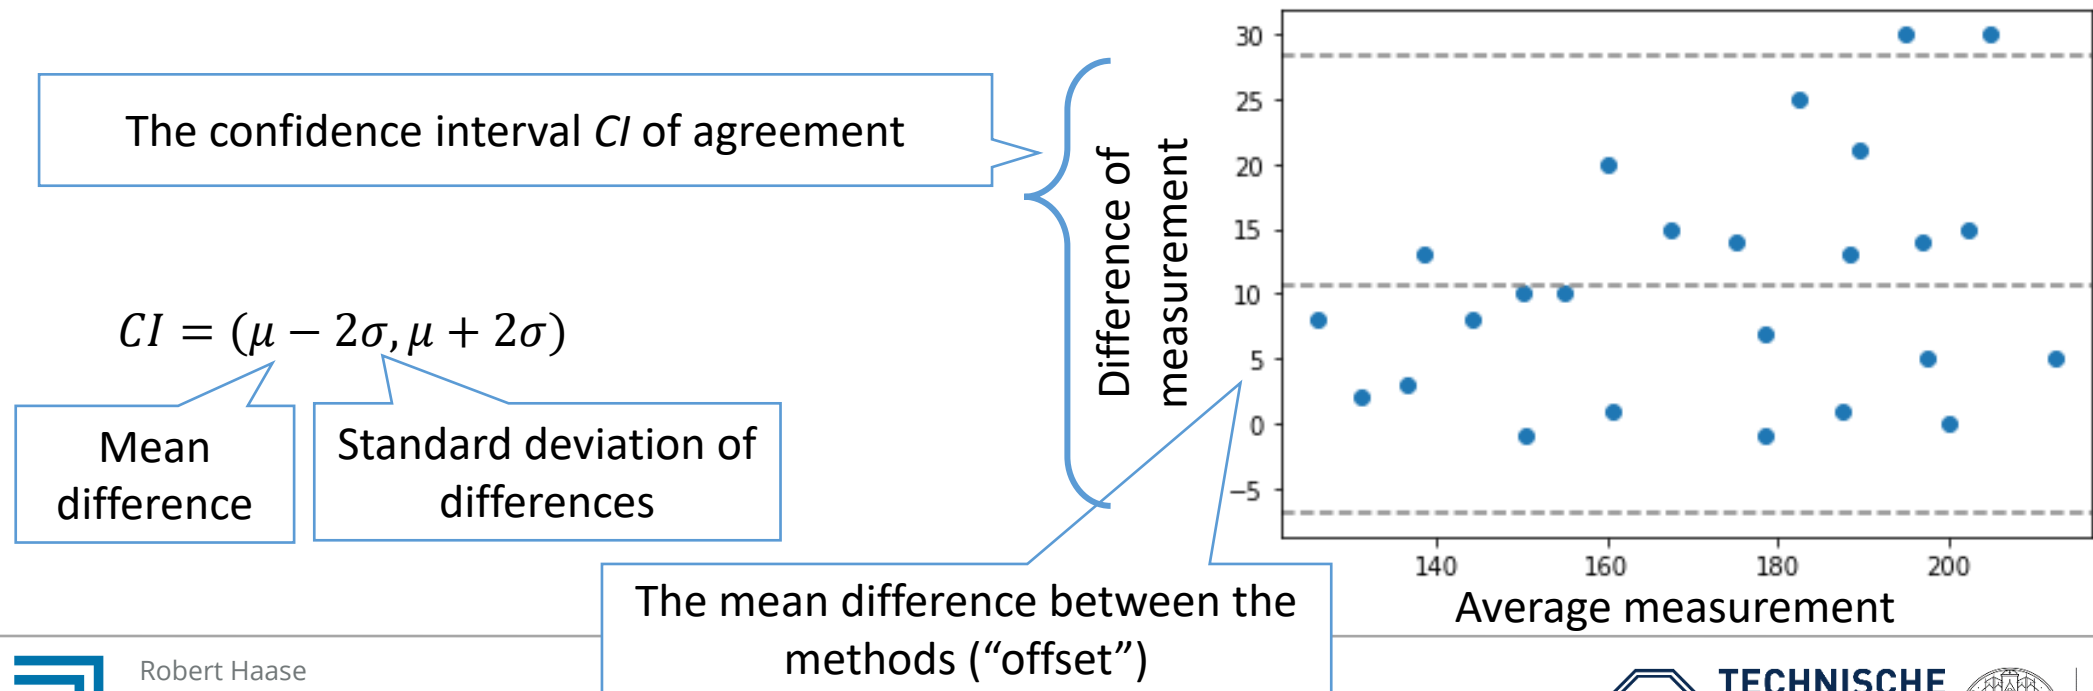 The confidence interval CI of agreement
CI = (μ − 2σ, μ + 2σ)
Mean
difference
Standard deviation of
differences
The mean difference between the
methods (“offset”)
Difference of
measurement
30
25
20
15
10
5
0
−5
140 160 180 200
Average measurement
Robert Haase
TECHNISCHE